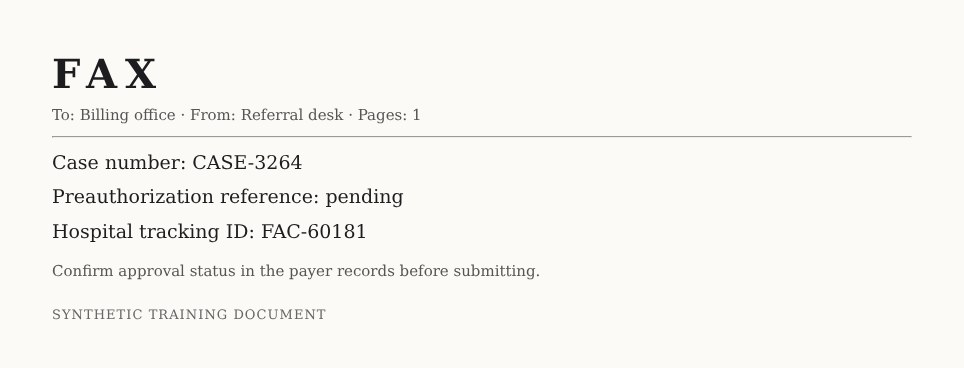 FAX
To: Billing office · From: Referral desk · Pages: 1
Case number: CASE-3264
Preauthorization reference: pending
Hospital tracking ID: FAC-60181
Confirm approval status in the payer records before submitting.
SYNTHETIC TRAINING DOCUMENT